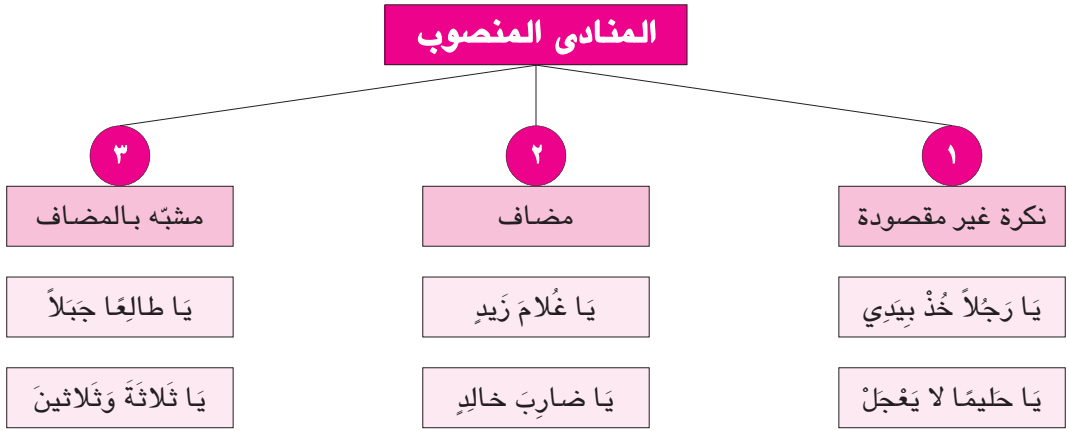 المنادى المنصوب
١
٢
٣
نكرة غير مقصودة
مضاف
مشبّه بالمضاف
يَا رَجُلاً خُذْ بِيَدِي
يَا غُلامَ زَيدٍ
يَا طالِعًا جَبَلاً
يَا حَليمًا لا يَعْجَلْ
يَا ضارِبَ خالِدٍ
يَا ثَلاثَةَ وَثَلاثينَ